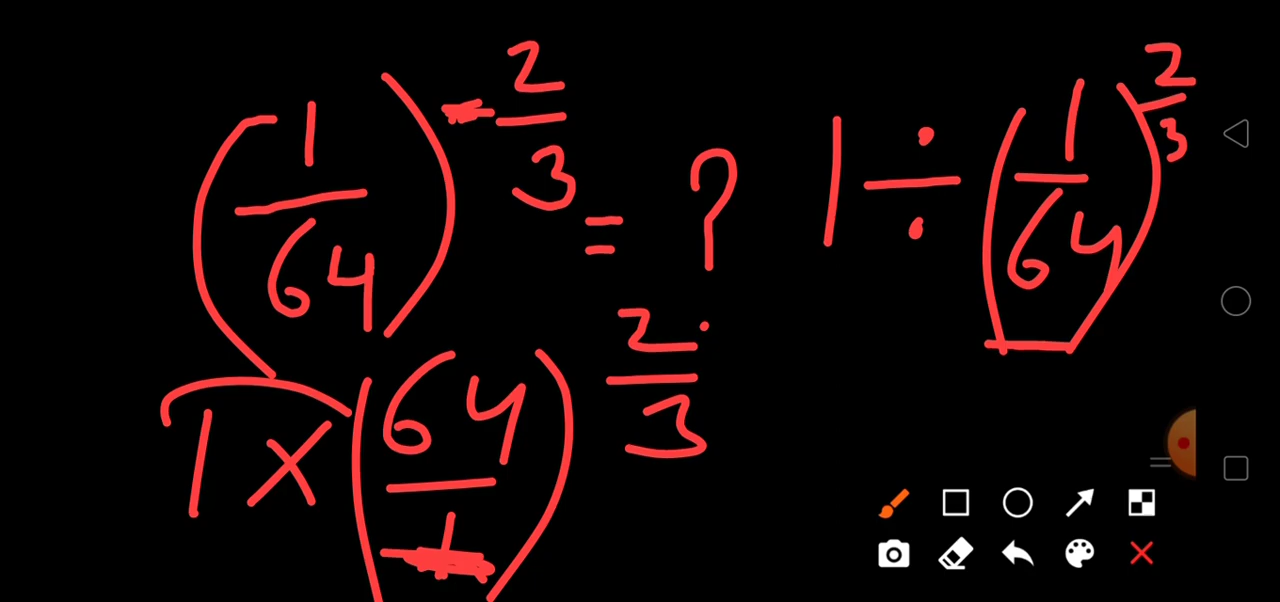 (1/64)^-2/3 = ?
1 ÷ (1/64)^2/3
1 × (64/1)^2/3